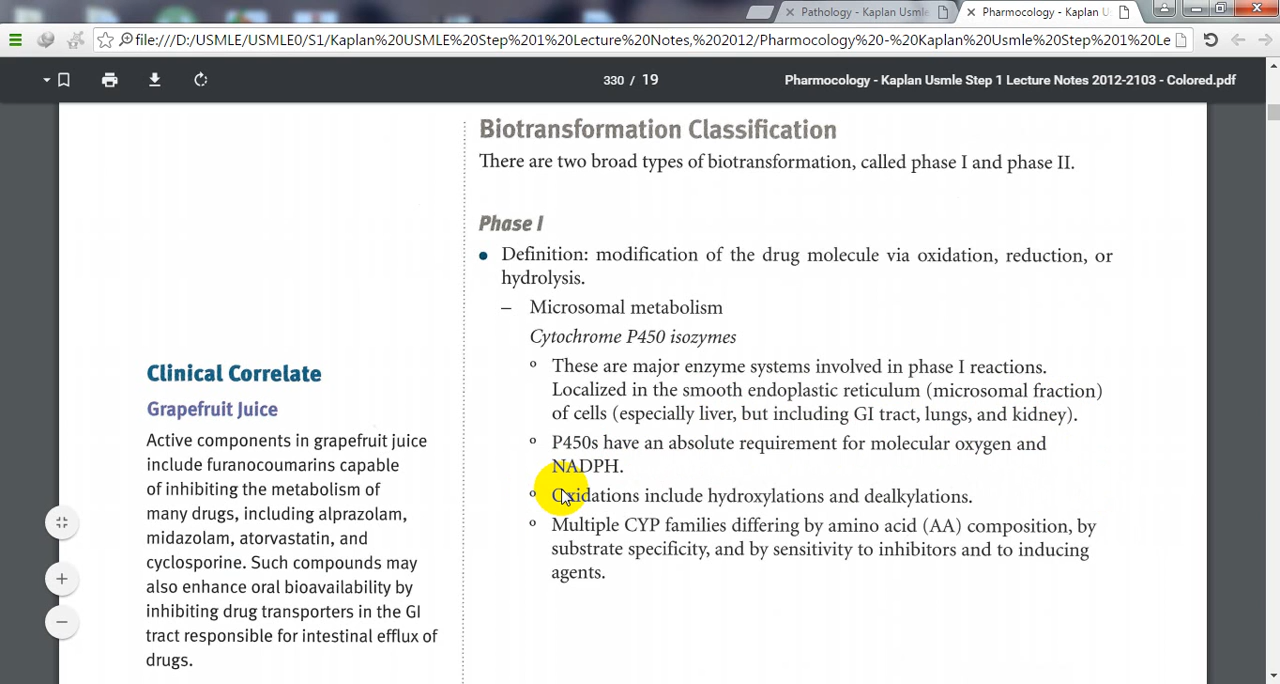 Pathology - Kaplan Usmle
Pharmocology - Kaplan U
file:///D:/USMLE/USMLE0/S1/Kaplan%20USMLE%20Step%201%20Lecture%20Notes,%202012/Pharmocology%20-%20Kaplan%20Usmle%20Step%201%20Le
330 / 19
Pharmocology - Kaplan Usmle Step 1 Lecture Notes 2012-2103 - Colored.pdf
Biotransformation Classification
There are two broad types of biotransformation, called phase I and phase II.
Phase I
Definition: modification of the drug molecule via oxidation, reduction, or
hydrolysis.
– Microsomal metabolism
Cytochrome P450 isozymes
These are major enzyme systems involved in phase I reactions.
Localized in the smooth endoplastic reticulum (microsomal fraction)
of cells (especially liver, but including GI tract, lungs, and kidney).
P450s have an absolute requirement for molecular oxygen and
NADPH.
Oxidations include hydroxylations and dealkylations.
Multiple CYP families differing by amino acid (AA) composition, by
substrate specificity, and by sensitivity to inhibitors and to inducing
agents.
Clinical Correlate
Grapefruit Juice
Active components in grapefruit juice
include furanocoumarins capable
of inhibiting the metabolism of
many drugs, including alprazolam,
midazolam, atorvastatin, and
cyclosporine. Such compounds may
also enhance oral bioavailability by
inhibiting drug transporters in the GI
tract responsible for intestinal efflux of
drugs.